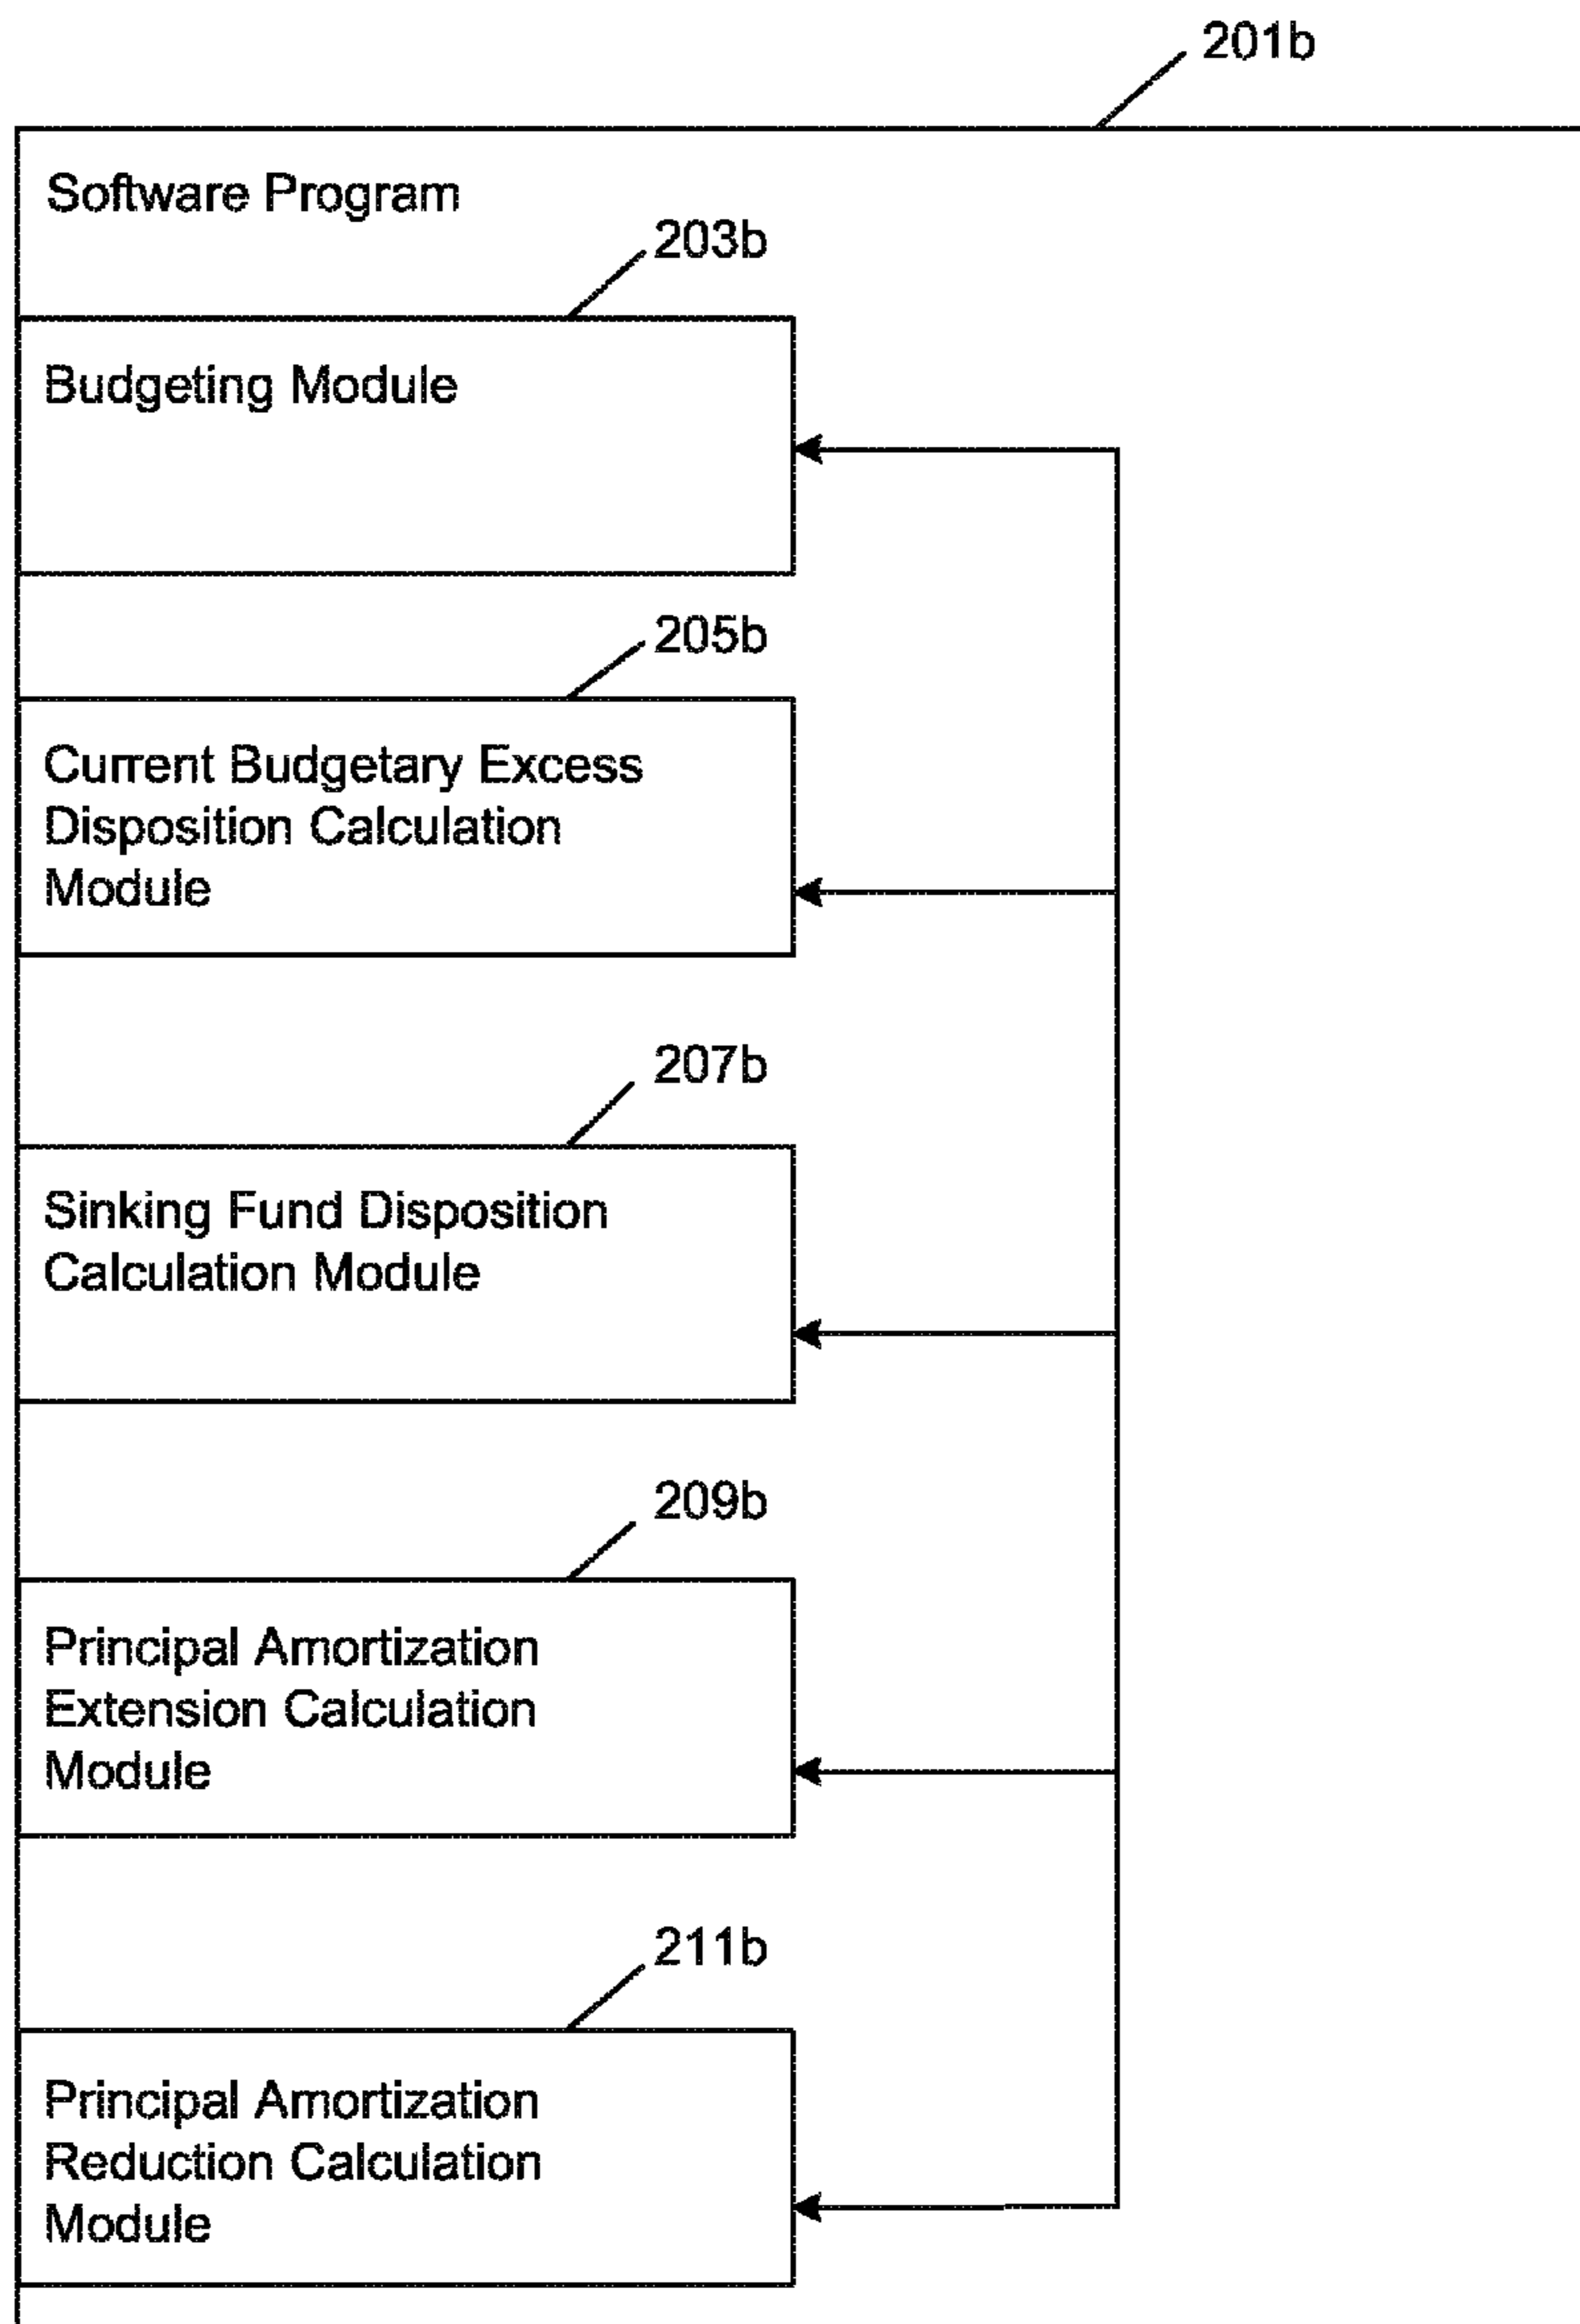 201b
Software Program
203b
Budgeting Module
205b
Current Budgetary Excess
Disposition Calculation
Module
207b
Sinking Fund Disposition
Calculation Module
209b
Principal Amortization
Extension Calculation
Module
211b
Principal Amortization
Reduction Calculation
Module